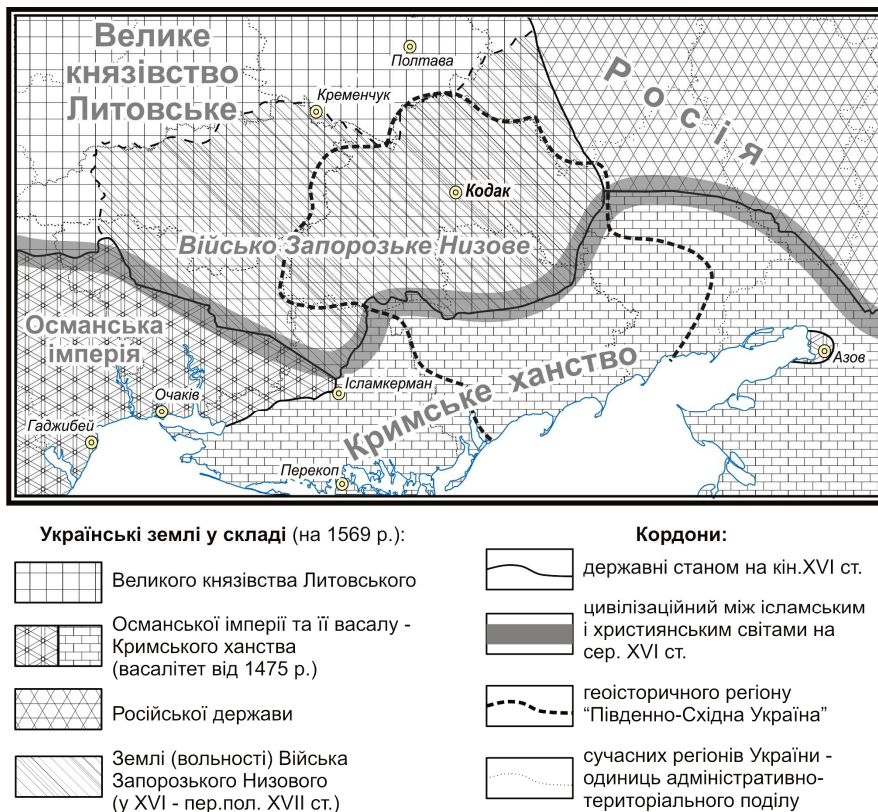 Велике
князівство
Литовське
Полтава
Росія
Кременчук
Кодак
Військо Запорозьке Низове
Османська
імперія
Кримське ханство
Азов
Ісламкерман
Очаків
Гаджибей
Перекоп
Українські землі у складі (на 1569 р.):
Великого князівства Литовського
Османської імперії та її васалу -
Кримського ханства
(васалітет від 1475 р.)
Російської держави
Землі (вольності) Війська
Запорозького Низового
(у XVI - пер.пол. XVII ст.)
Кордони:
державні станом на кін.XVI ст.
цивілізаційний між ісламським
і християнським світами на
сер. XVI ст.
геоісторичного регіону
“Південно-Східна Україна”
сучасних регіонів України -
одиниць адміністративно-
територіального поділу